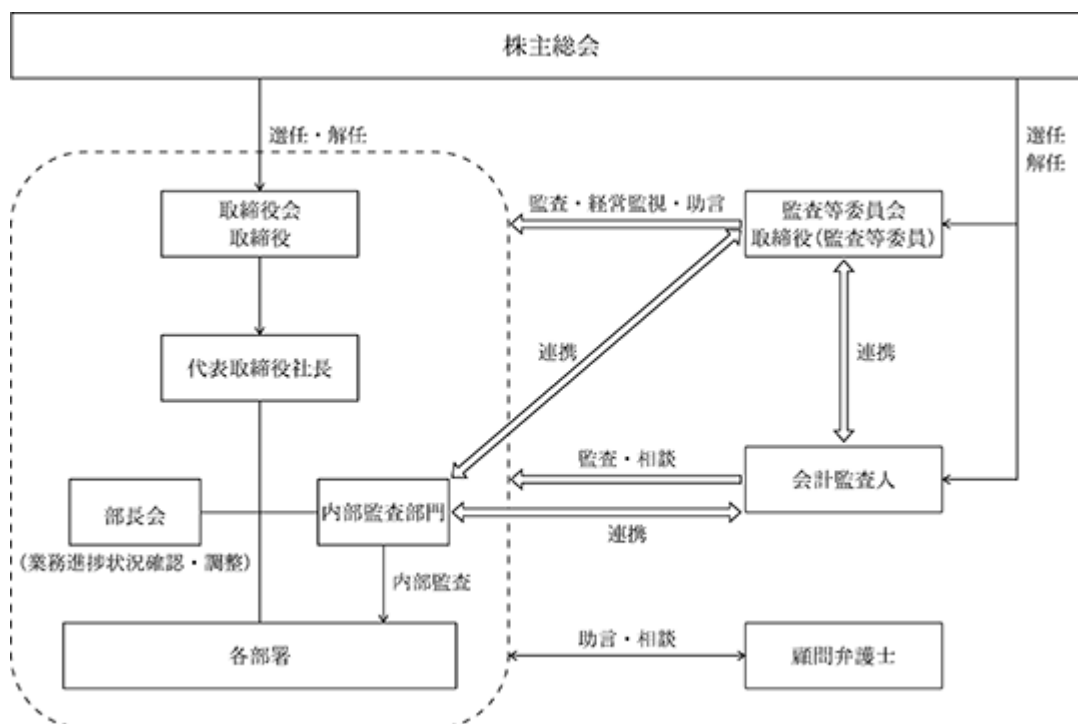 株主総会
選任・解任
選任
解任
取締役会
取締役
監査・経営監視・助言
監査等委員会
取締役(監査等委員)
代表取締役社長
連携
連携
監査・相談
会計監査人
部長会
内部監査部門
連携
(業務進捗状況確認・調整)
内部監査
各部署
助言・相談
顧問弁護士